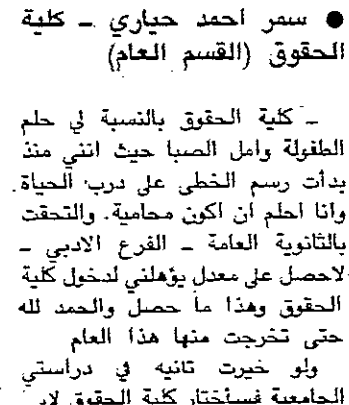 ● سمر احمد حياري ـ كلية
الحقوق (القسم العام)
ـ كلية الحقوق بالنسبة لي حلم
الطفولة وامل الصبا حيث انني منذ
بدأت رسم الخطى على درب الحياة
وانا احلم ان اكون محامية. والتحقت
بالثانوية العامة ـ الفرع الادبي ـ
لاحصل على معدل يؤهلني لدخول كلية
الحقوق وهذا ما حصل والحمد لله
حتى تخرجت منها هذا العام
ولو خيرت تانيه في دراستي
الجامعية فسأختار كلية الحقوق